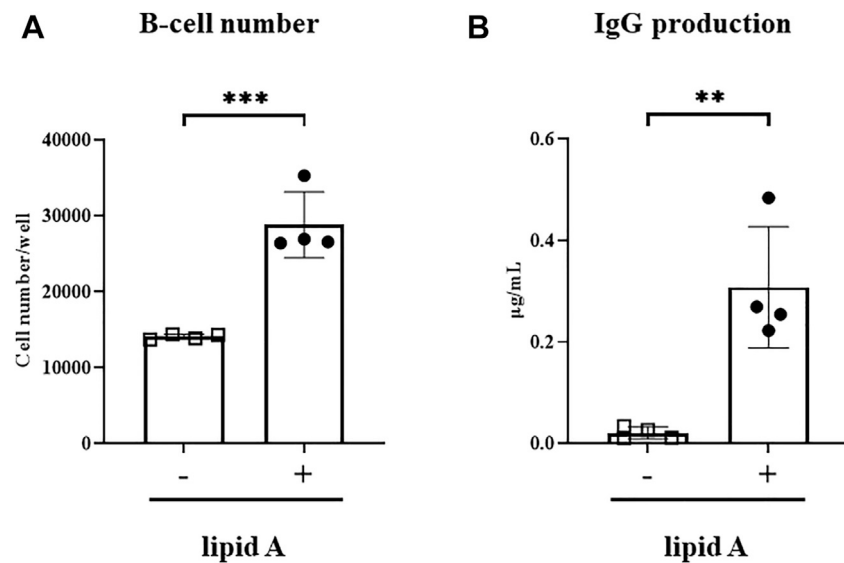 A
B-cell number
***
40000
30000
20000
10000
0
Cell number/well
-
+
lipid A
B
IgG production
**
0.6
0.4
0.2
0.0
µg/mL
-
+
lipid A